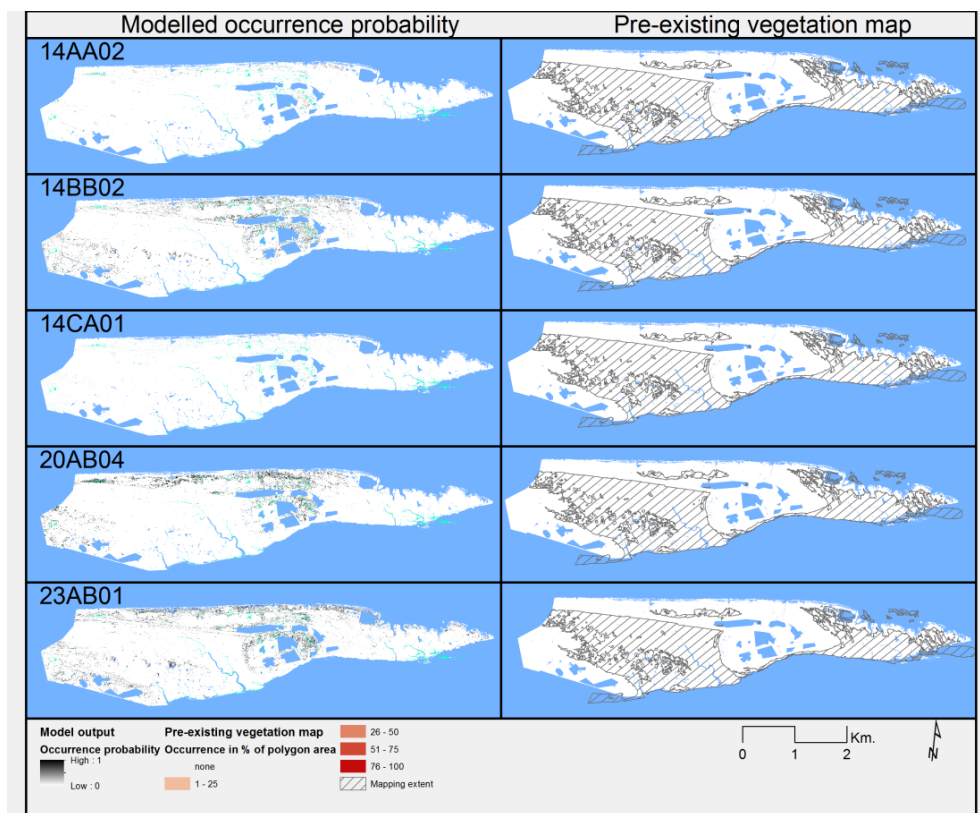 Modelled occurrence probability
Pre-existing vegetation map
14AA02
14BB02
14CA01
20AB04
23AB01
Model output
Occurrence probability
High : 1
Low : 0
Pre-existing vegetation map
Occurrence in % of polygon area
none
1 - 25
26 - 50
51 - 75
76 - 100
Mapping extent
Km.
0 1 2
N